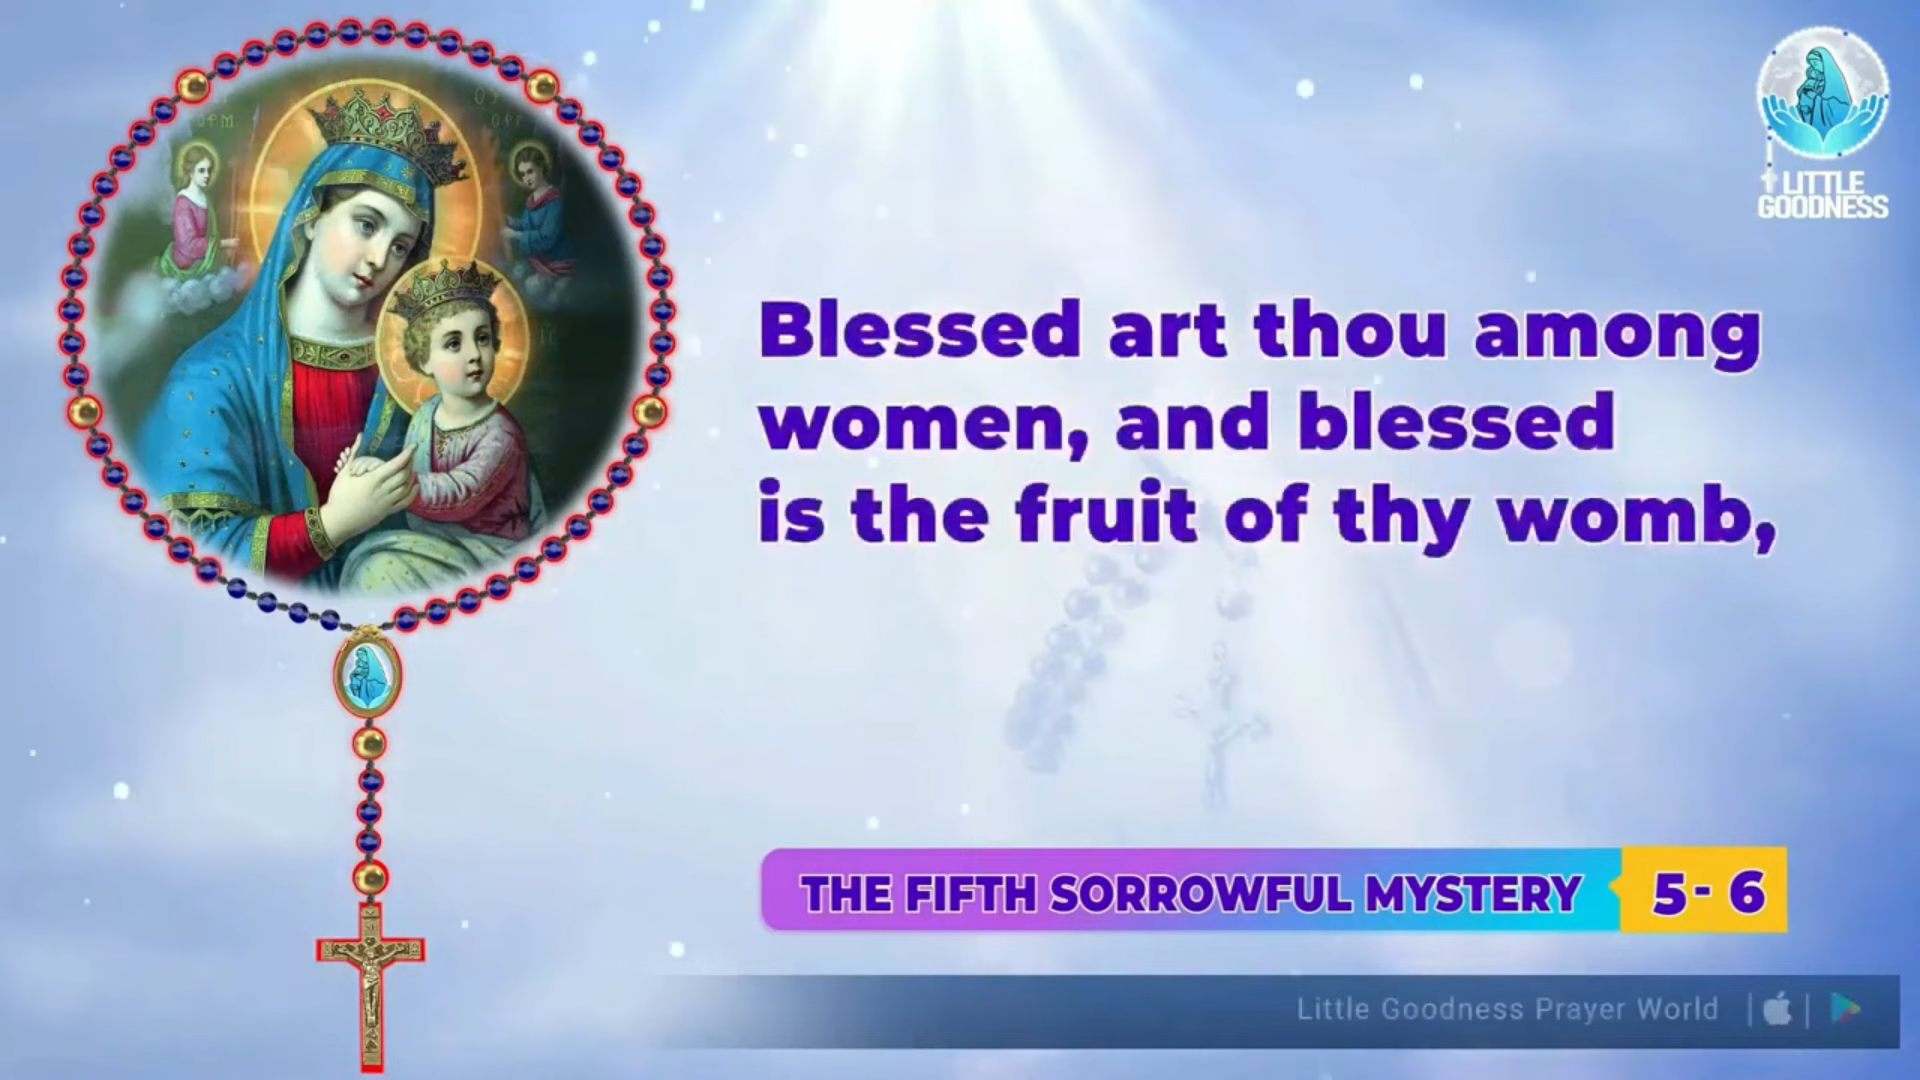 LITTLE
GOODNESS
Blessed art thou among
women, and blessed
is the fruit of thy womb,
THE FIFTH SORROWFUL MYSTERY 5- 6
Little Goodness Prayer World